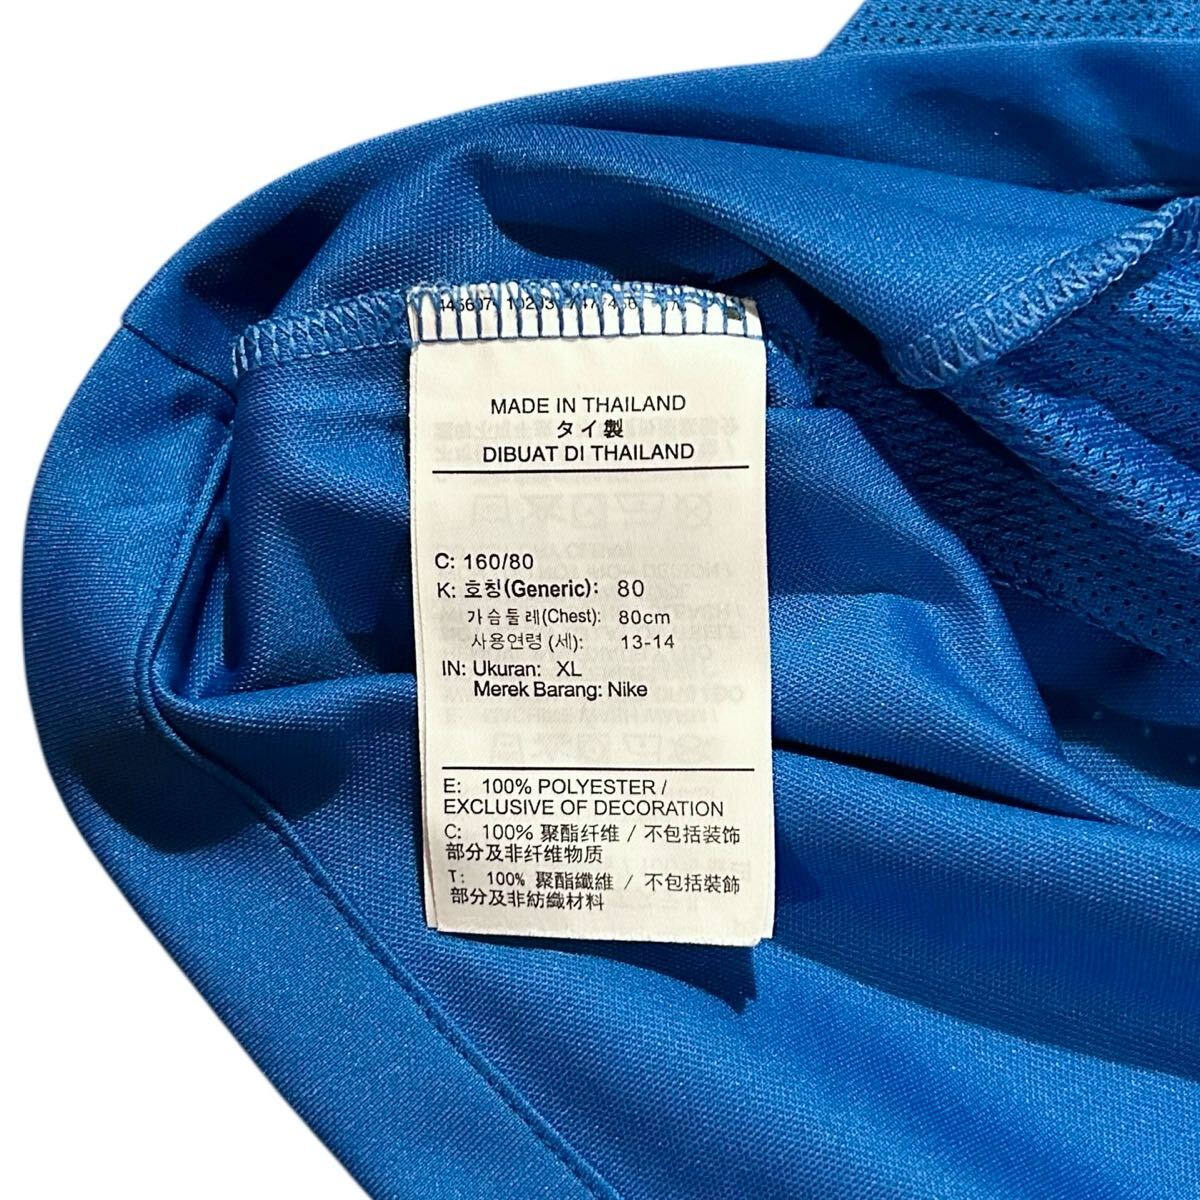 MADE IN THAILAND
タイ製
DIBUAT DI THAILAND
C: 160/80
K: 호칭(Generic): 80
가슴둘레(Chest): 80cm
사용연령(세): 13-14
IN: Ukuran: XL
Merek Barang: Nike
E: 100% POLYESTER /
EXCLUSIVE OF DECORATION
C: 100% 聚酯纤维 / 不包括装饰
部分及非纤维物质
T: 100% 聚酯纖維 / 不包括裝飾
部分及非紡織材料